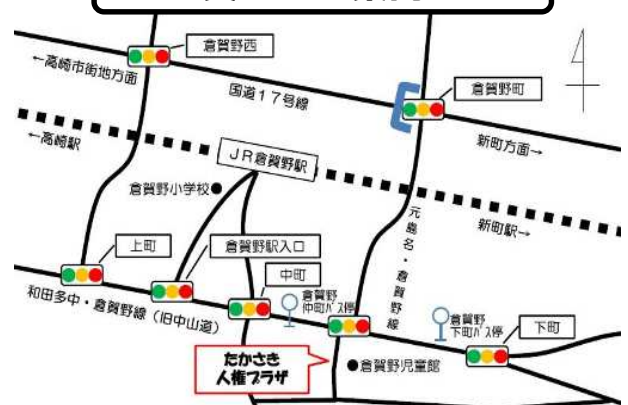 倉賀野西
←高崎市街地方面
国道17号線
倉賀野町
新町方面→
←高崎駅
JR倉賀野駅
倉賀野小学校●
新町駅→
元島名・倉賀野線
上町
倉賀野駅入口
中町
倉賀野
仲町バス停
和田多中・倉賀野線（旧中山道）
倉賀野
下町バス停
下町
たかさき
人権プラザ
●倉賀野児童館